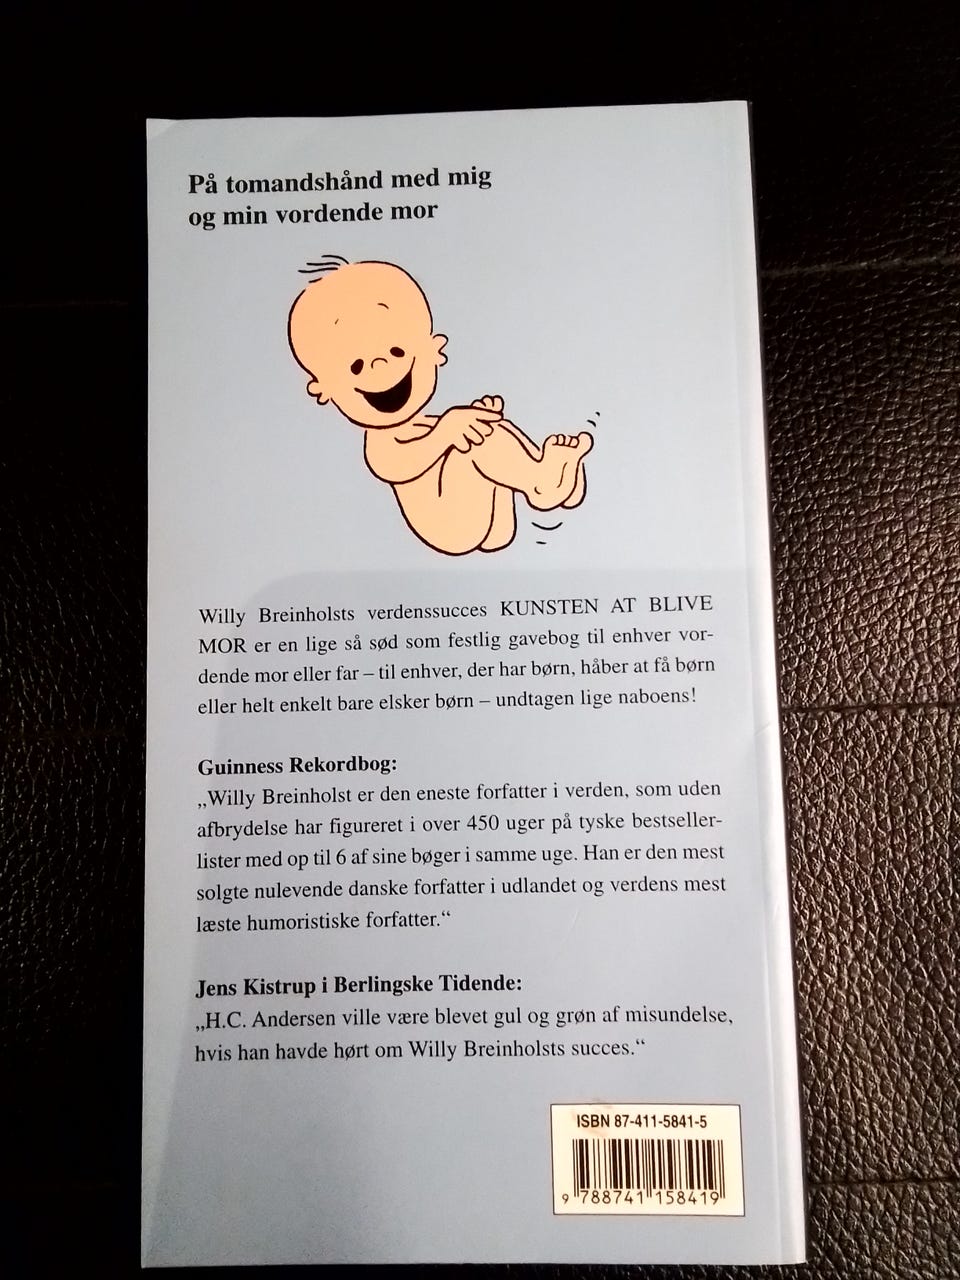 På tomandshånd med mig
og min vordende mor
Willy Breinholsts verdenssucces KUNSTEN AT BLIVE
MOR er en lige så sød som festlig gavebog til enhver vor-
dende mor eller far – til enhver, der har børn, håber at få børn
eller helt enkelt bare elsker børn – undtagen lige naboens!
Guinness Rekordbog:
„Willy Breinholst er den eneste forfatter i verden, som uden
afbrydelse har figureret i over 450 uger på tyske bestseller-
lister med op til 6 af sine bøger i samme uge. Han er den mest
solgte nulevende danske forfatter i udlandet og verdens mest
læste humoristiske forfatter.“
Jens Kistrup i Berlingske Tidende:
„H.C. Andersen ville være blevet gul og grøn af misundelse,
hvis han havde hørt om Willy Breinholsts succes.“
ISBN 87-411-5841-5
9 788741 158419